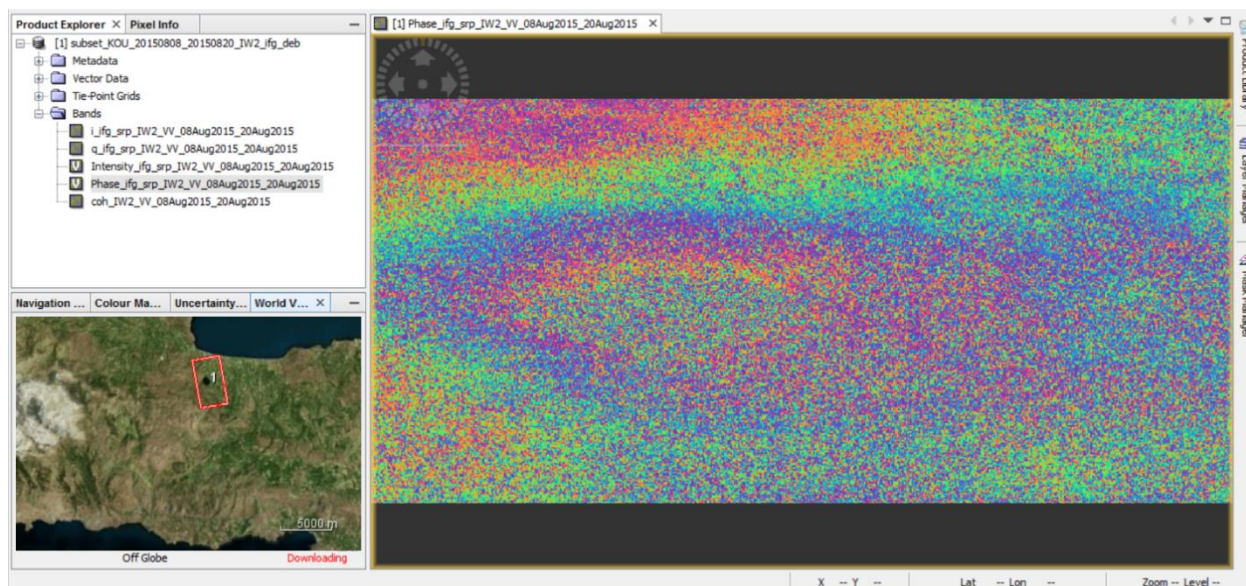 Product Explorer × Pixel Info
[1] subset_KOU_20150808_20150820_IW2_ifg_deb
Metadata
Vector Data
Tie-Point Grids
Bands
i_ifg_srp_IW2_VV_08Aug2015_20Aug2015
q_ifg_srp_IW2_VV_08Aug2015_20Aug2015
Intensity_ifg_srp_IW2_VV_08Aug2015_20Aug2015
Phase_ifg_srp_IW2_VV_08Aug2015_20Aug2015
coh_IW2_VV_08Aug2015_20Aug2015
Navigation ... Colour Ma... Uncertainty... World V... ×
1
5000 m
Off Globe
Downloading
[1] Phase_ifg_srp_IW2_VV_08Aug2015_20Aug2015 ×
Product Library
Layer Manager
Mask Manager
X -- Y -- Lat -- Lon -- Zoom -- Level --